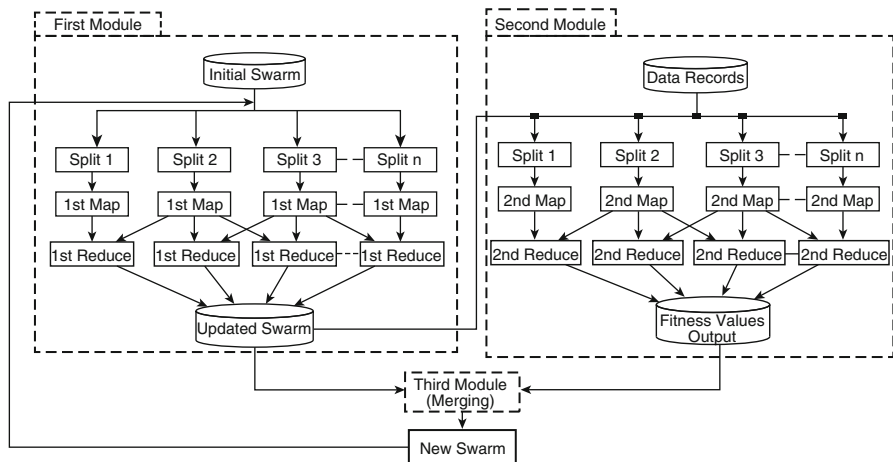 First Module
Initial Swarm
Split 1
Split 2
Split 3
Split n
1st Map
1st Map
1st Map
1st Map
1st Reduce
1st Reduce
1st Reduce
1st Reduce
Updated Swarm
Second Module
Data Records
Split 1
Split 2
Split 3
Split n
2nd Map
2nd Map
2nd Map
2nd Map
2nd Reduce
2nd Reduce
2nd Reduce
2nd Reduce
Fitness Values
Output
Third Module
(Merging)
New Swarm